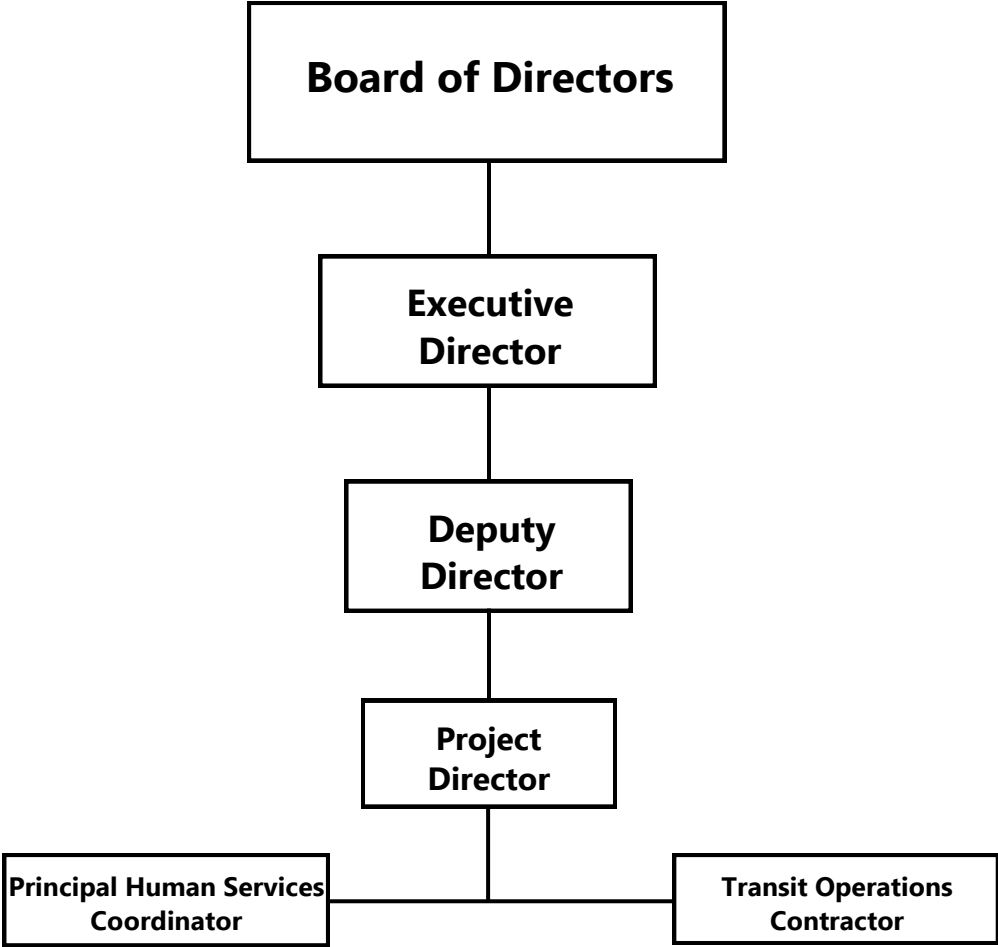 Board of Directors
Executive
Director
Deputy
Director
Project
Director
Principal Human Services
Coordinator
Transit Operations
Contractor